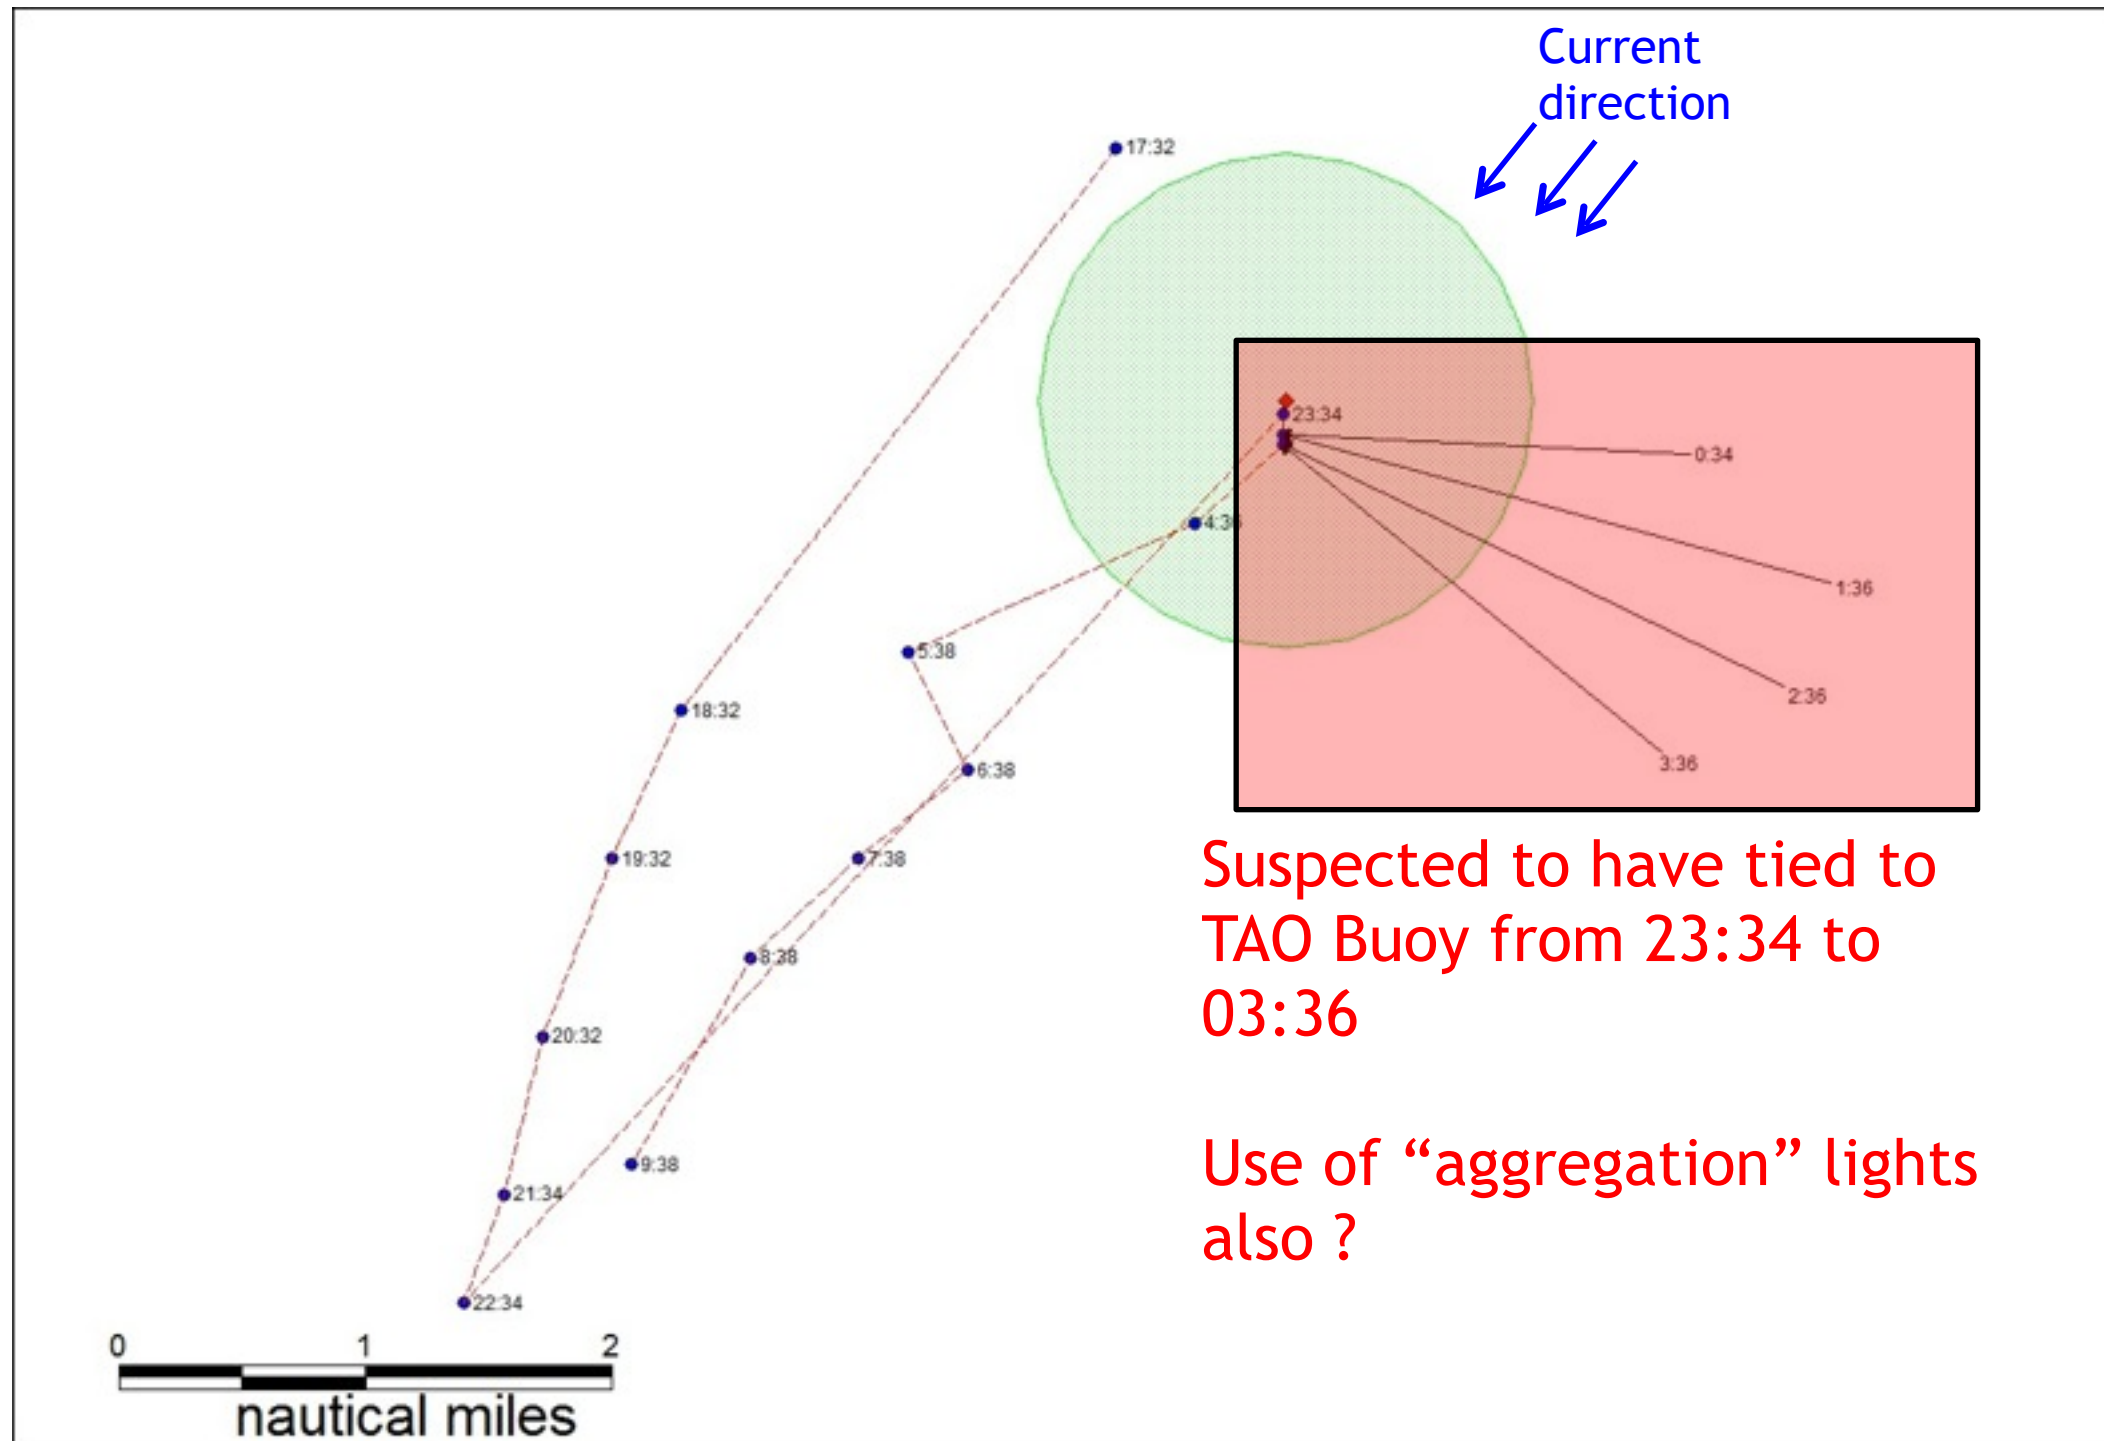 Current
direction
17:32
23:34
0:34
4:36
1:36
5:38
2:36
18:32
3:36
6:38
19:32
7:38
Suspected to have tied to
TAO Buoy from 23:34 to
03:36
8:38
20:32
Use of “aggregation” lights
also ?
9:38
21:34
22:34
0 1 2
nautical miles